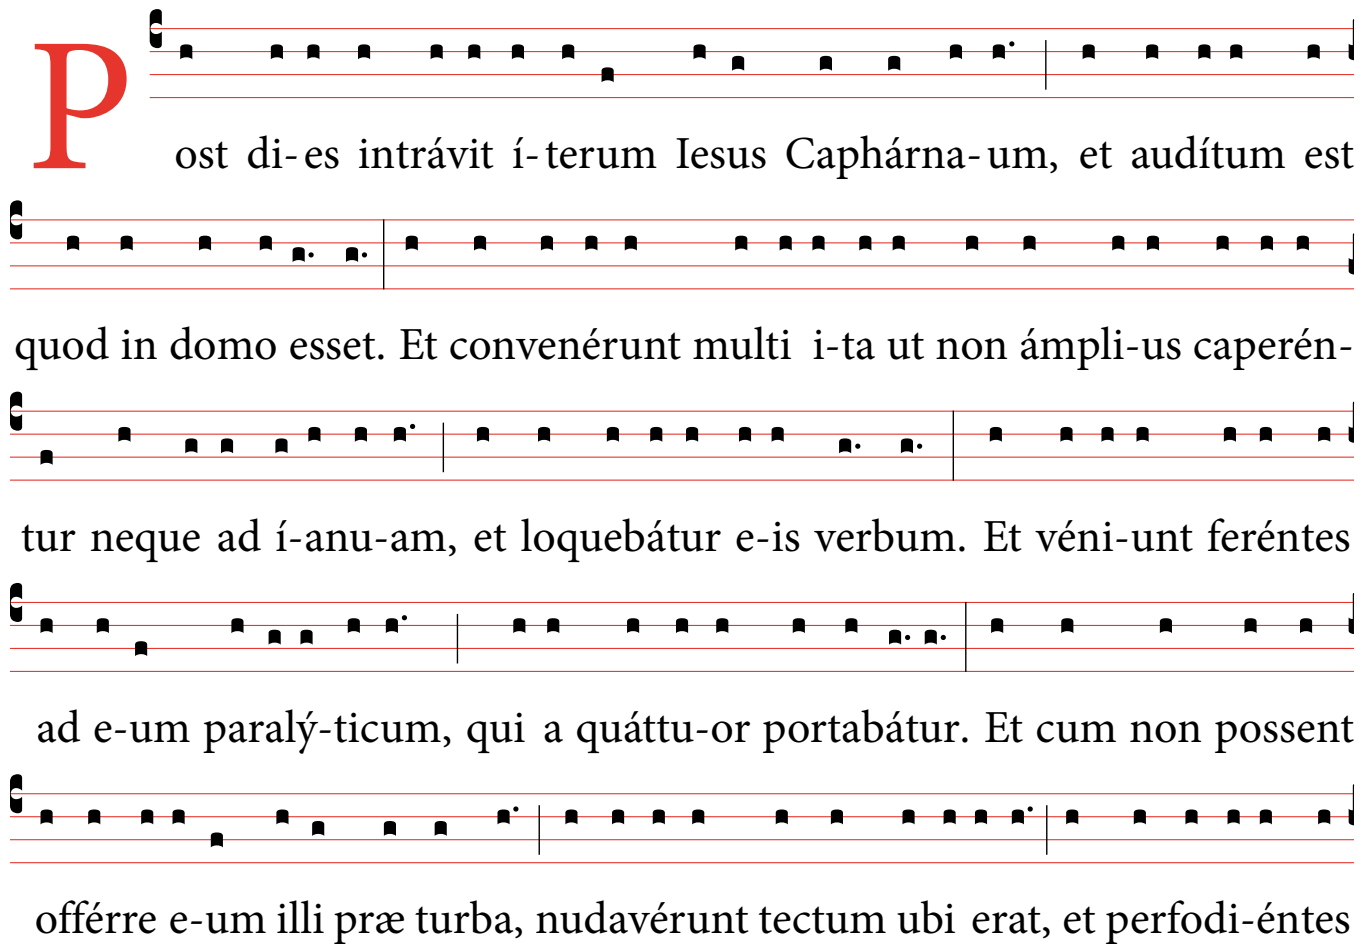 Post di-es intrávit í-terum Iesus Caphárna-um, et audítum est
quod in domo esset. Et convenérunt multi i-ta ut non ámpli-us caperén-
tur neque ad í-anu-am, et loquebátur e-is verbum. Et véni-unt feréntes
ad e-um paralý-ticum, qui a quáttu-or portabátur. Et cum non possent
offérre e-um illi præ turba, nudavérunt tectum ubi erat, et perfodi-éntes